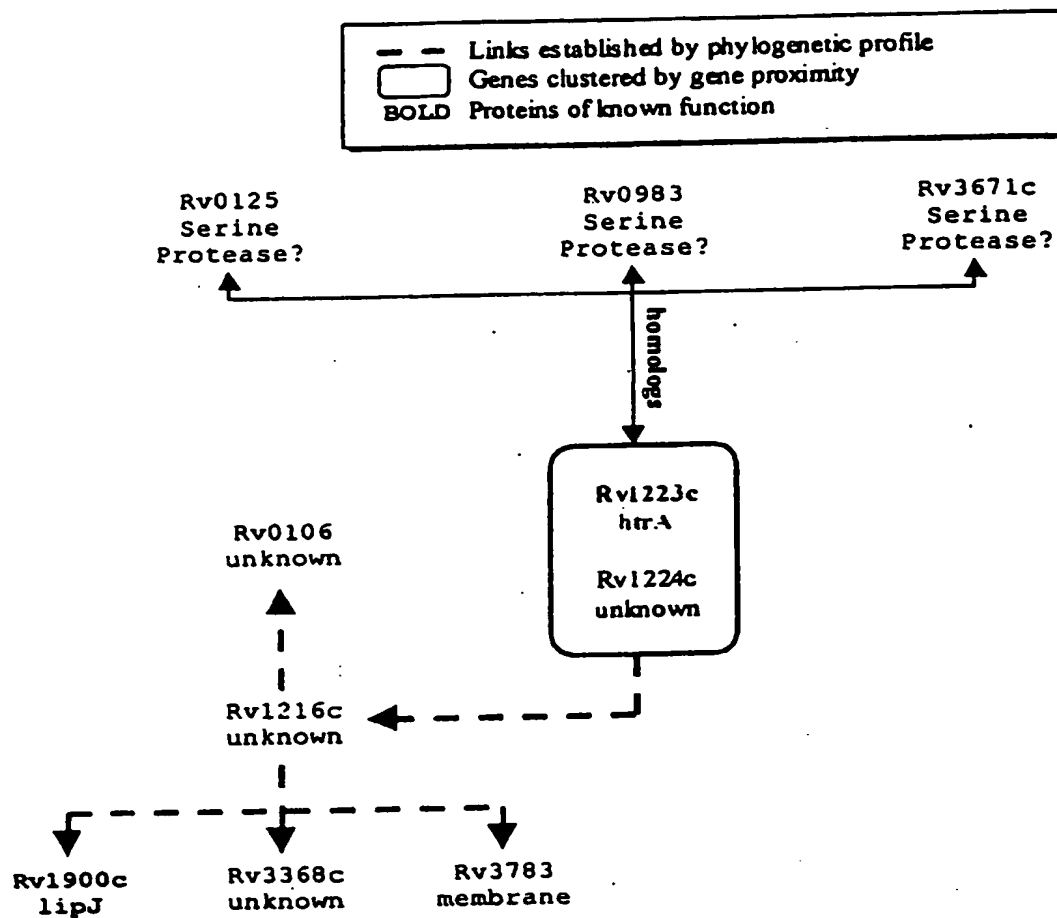 Links established by phylogenetic profile
Genes clustered by gene proximity
BOLD Proteins of known function
Rv0125
Serine
Protease?
Rv0983
Serine
Protease?
Rv3671c
Serine
Protease?
homologs
Rv1223c
htrA
Rv1224c
unknown
Rv0106
unknown
Rv1216c
unknown
Rv1900c
lipJ
Rv3368c
unknown
Rv3783
membrane